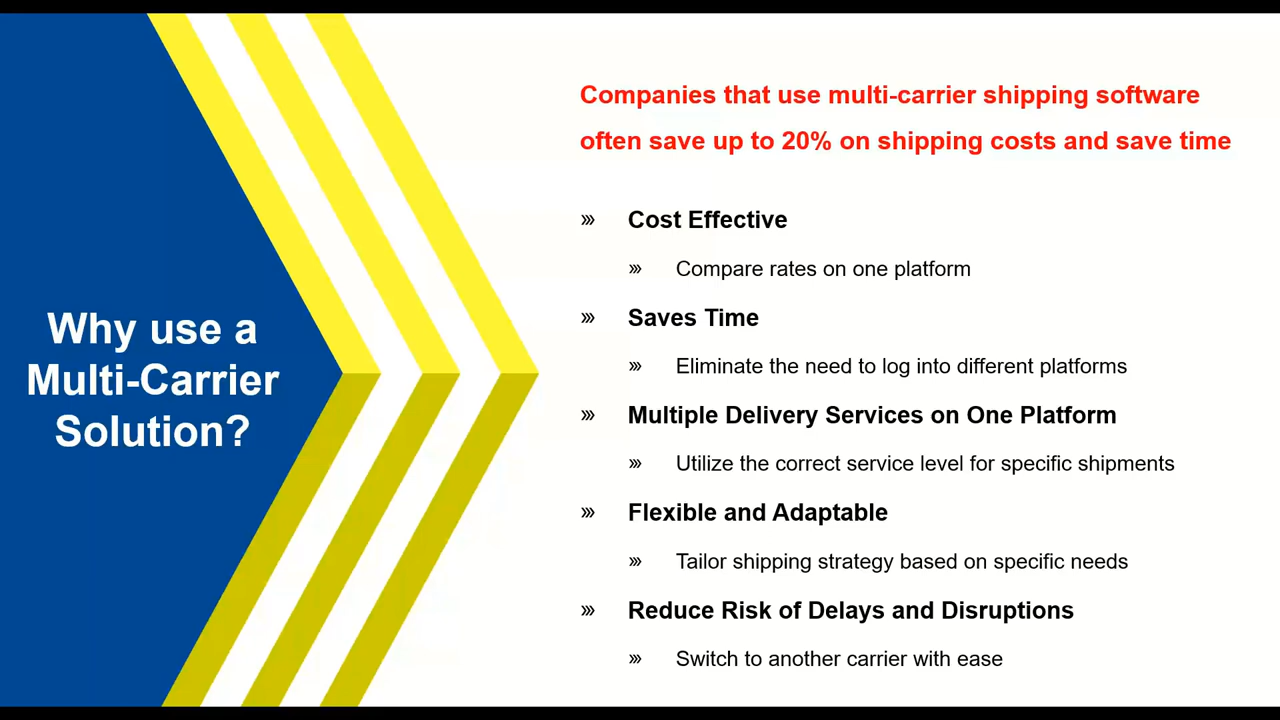 Why use a
Multi-Carrier
Solution?
Companies that use multi-carrier shipping software
often save up to 20% on shipping costs and save time
Cost Effective
Compare rates on one platform
Saves Time
Eliminate the need to log into different platforms
Multiple Delivery Services on One Platform
Utilize the correct service level for specific shipments
Flexible and Adaptable
Tailor shipping strategy based on specific needs
Reduce Risk of Delays and Disruptions
Switch to another carrier with ease